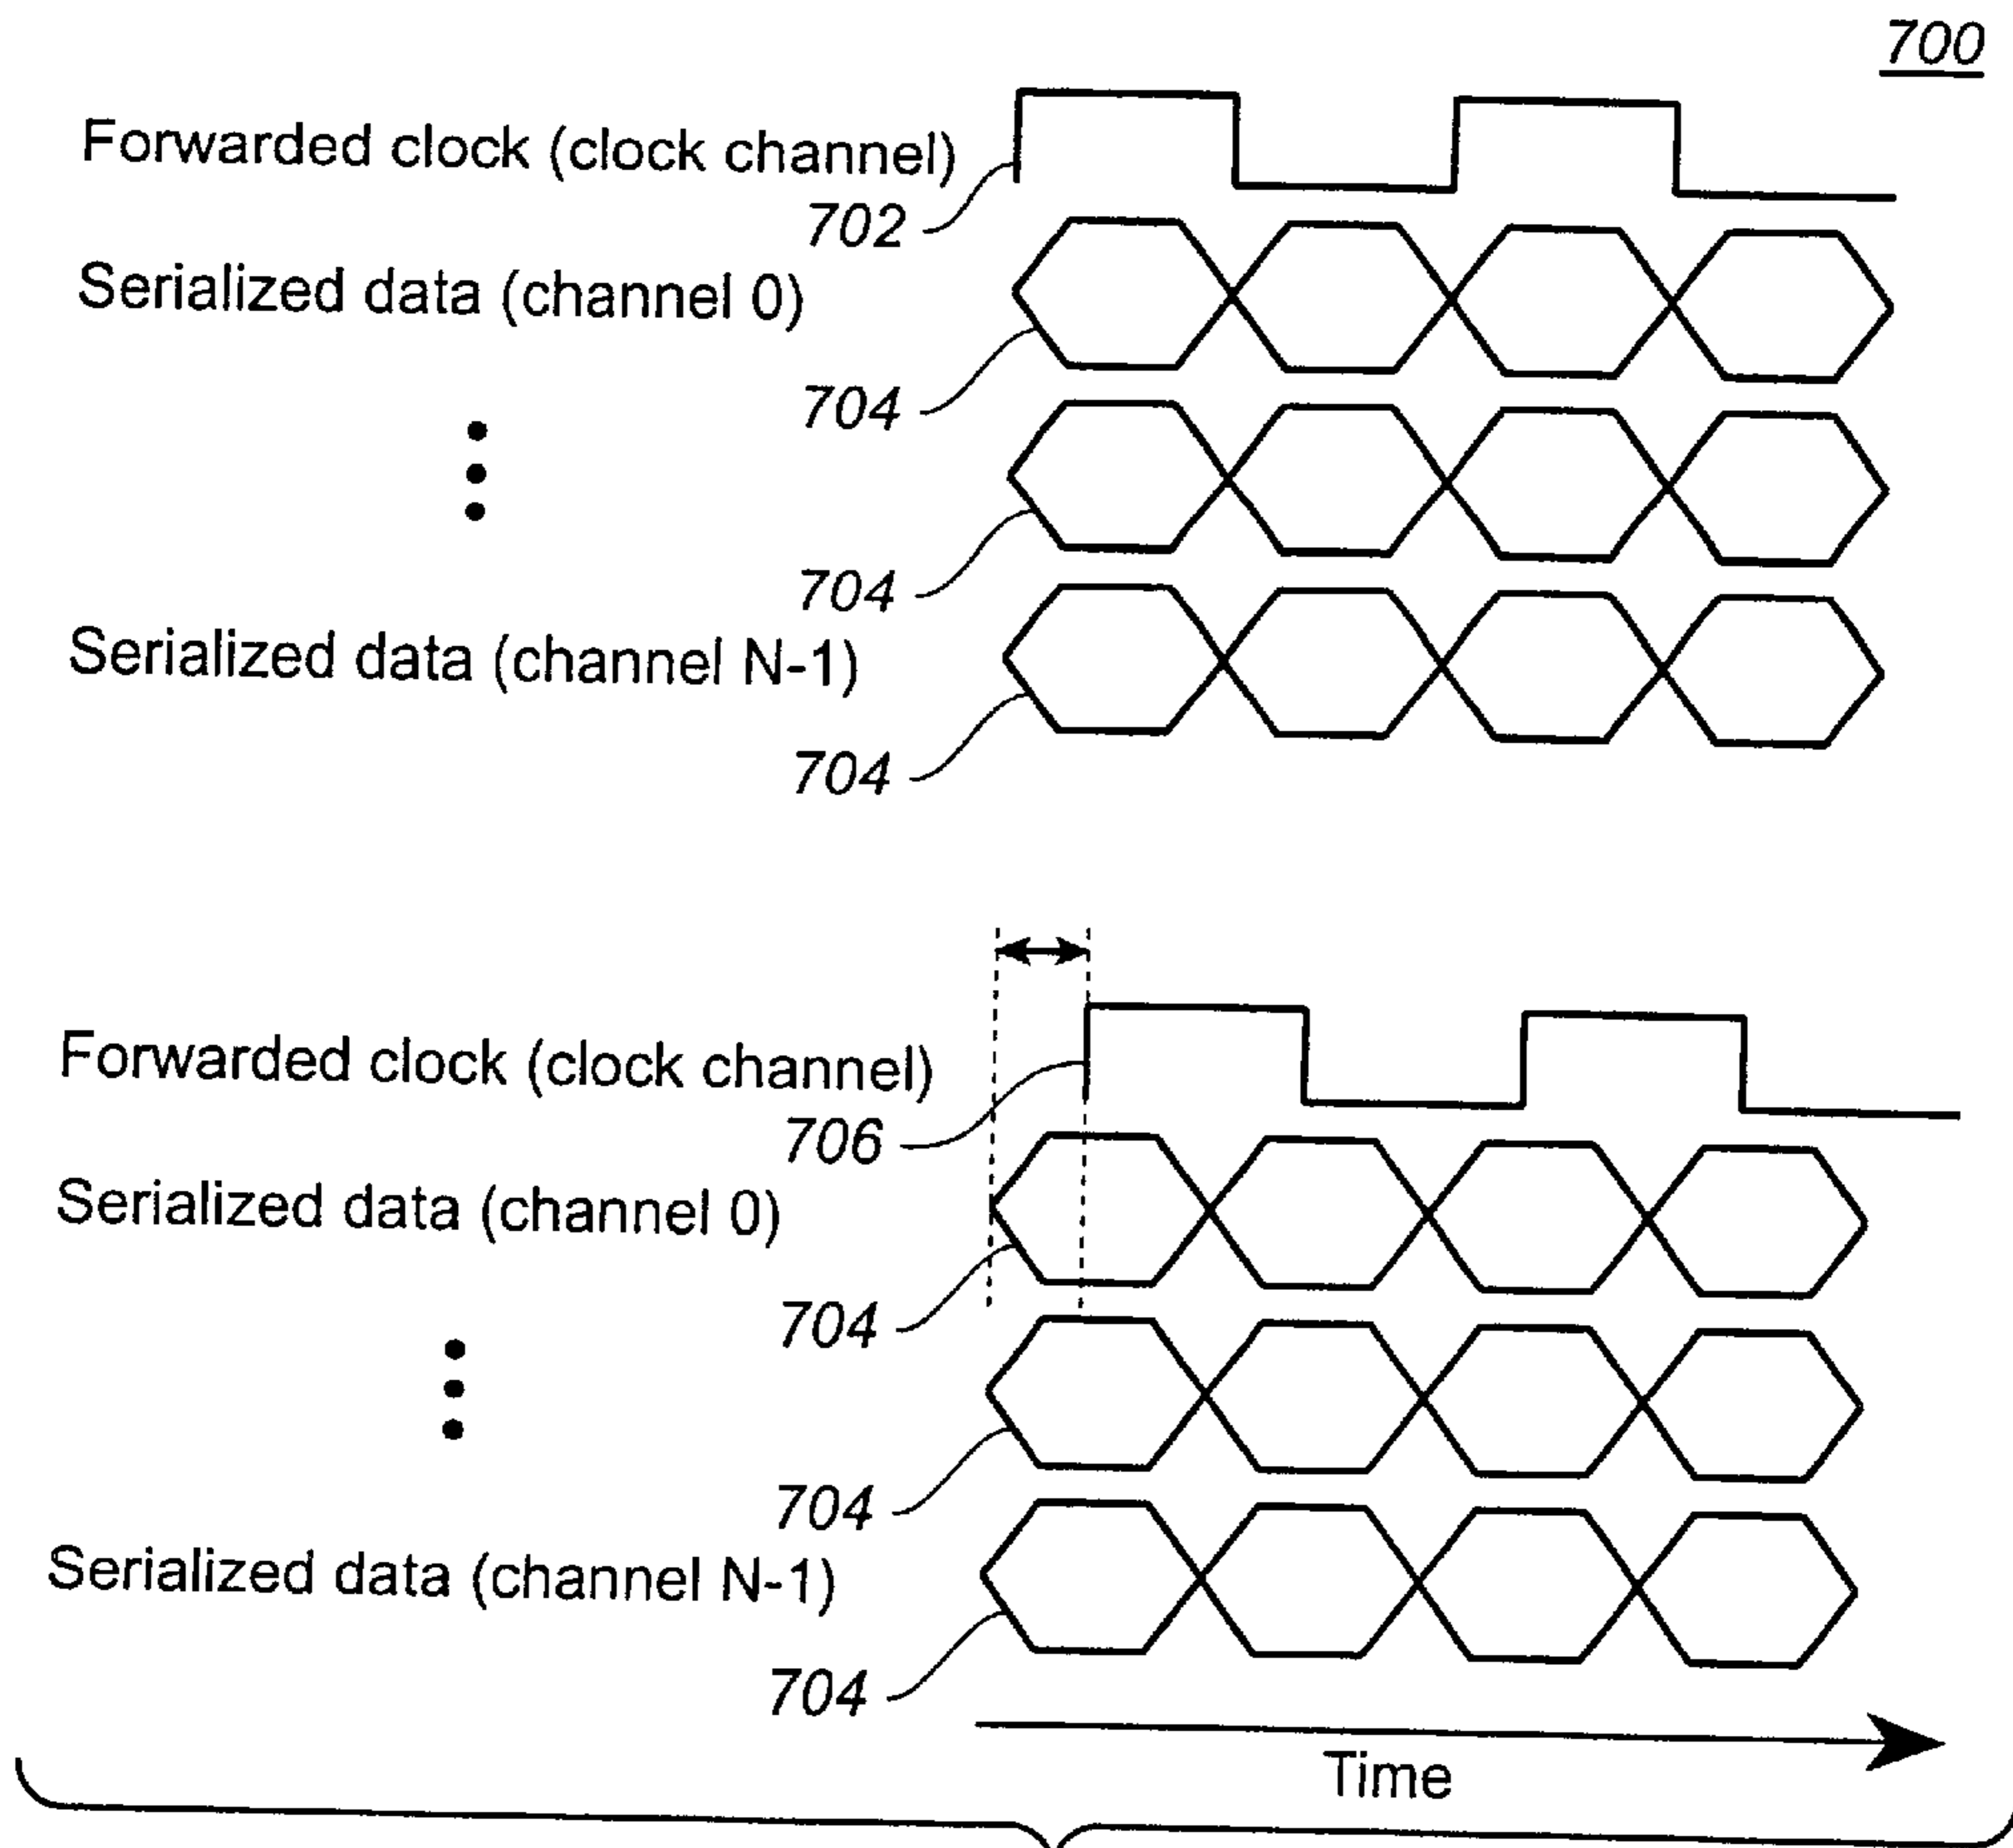 700
Forwarded clock (clock channel)
702
Serialized data (channel 0)
704
704
Serialized data (channel N-1)
704
Forwarded clock (clock channel)
706
Serialized data (channel 0)
704
704
Serialized data (channel N-1)
704
Time